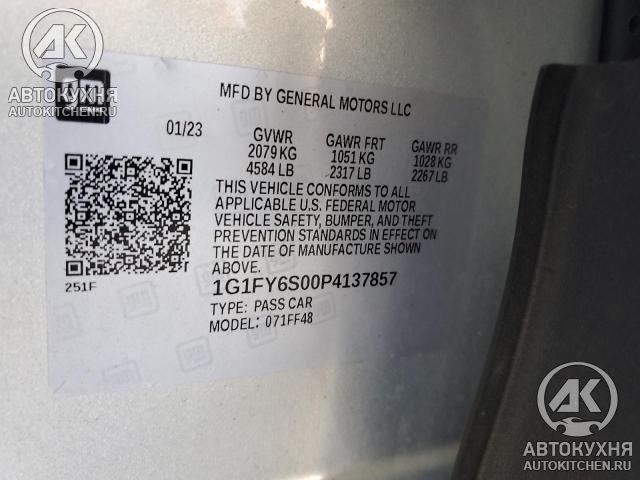 АК
АВТОКУХНЯ
AUTOKITCHEN.RU
gm
MFD BY GENERAL MOTORS LLC
01/23 GVWR GAWR FRT GAWR RR
2079 KG 1051 KG 1028 KG
4584 LB 2317 LB 2267 LB
THIS VEHICLE CONFORMS TO ALL
APPLICABLE U.S. FEDERAL MOTOR
VEHICLE SAFETY, BUMPER, AND THEFT
PREVENTION STANDARDS IN EFFECT ON
THE DATE OF MANUFACTURE SHOWN
ABOVE.
251F
1G1FY6S00P4137857
TYPE: PASS CAR
MODEL: 071FF48
АК
АВТОКУХНЯ
AUTOKITCHEN.RU